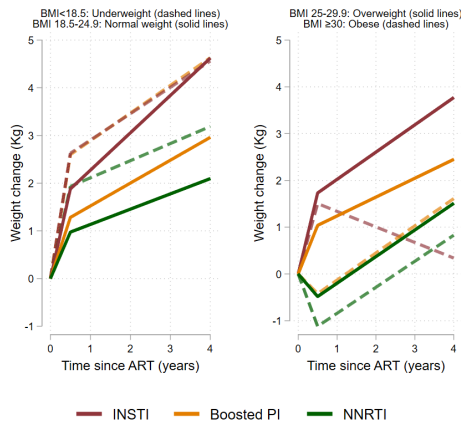 BMI<18.5: Underweight (dashed lines)
BMI 18.5-24.9: Normal weight (solid lines)
5
4
3
2
1
0
-1
Weight change (Kg)
0 1 2 3 4
Time since ART (years)
BMI 25-29.9: Overweight (solid lines)
BMI ≥30: Obese (dashed lines)
5
4
3
2
1
0
-1
Weight change (Kg)
0 1 2 3 4
Time since ART (years)
INSTI Boosted PI NNRTI